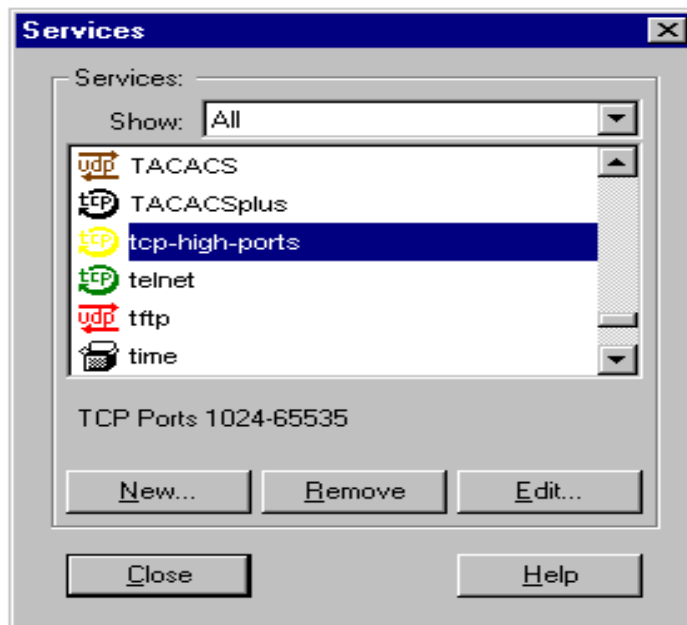 Services
Services:
Show: All
udp TACACS
tcp TACACSplus
tcp tcp-high-ports
tcp telnet
udp tftp
time
TCP Ports 1024-65535
New... Remove Edit...
Close Help